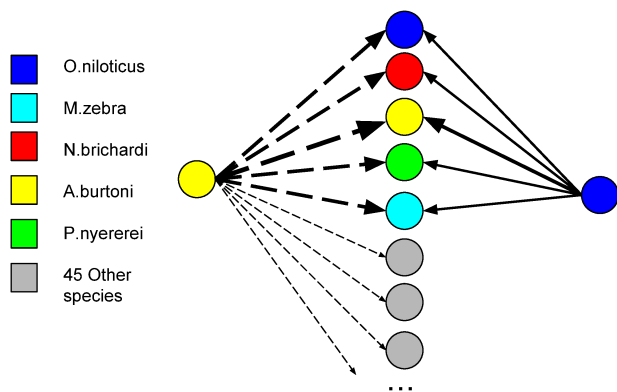 O.niloticus
M.zebra
N.brichardi
A.burtoni
P.nyererei
45 Other
species
...